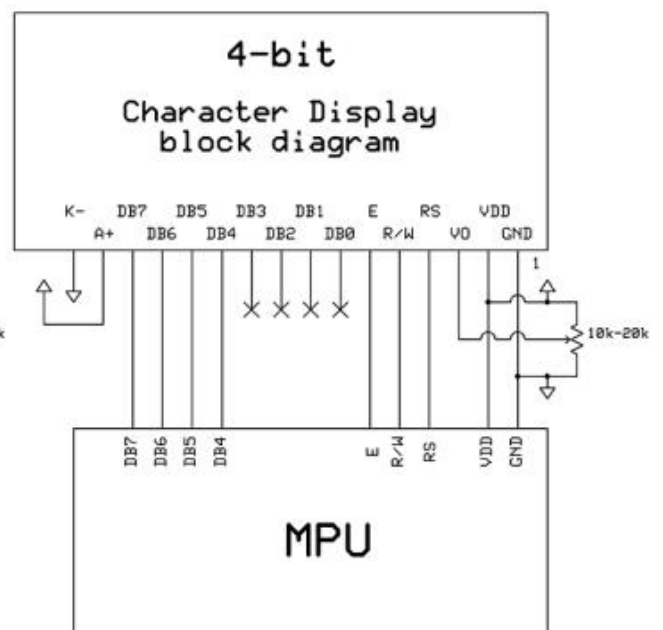 4-bit
Character Display
block diagram
K- DB7 DB5 DB3 DB1 E RS VDD
A+ DB6 DB4 DB2 DB0 R/W VO GND
1
k
10k-20k
DB7 DB6 DB5 DB4 E R/W RS VDD GND
MPU